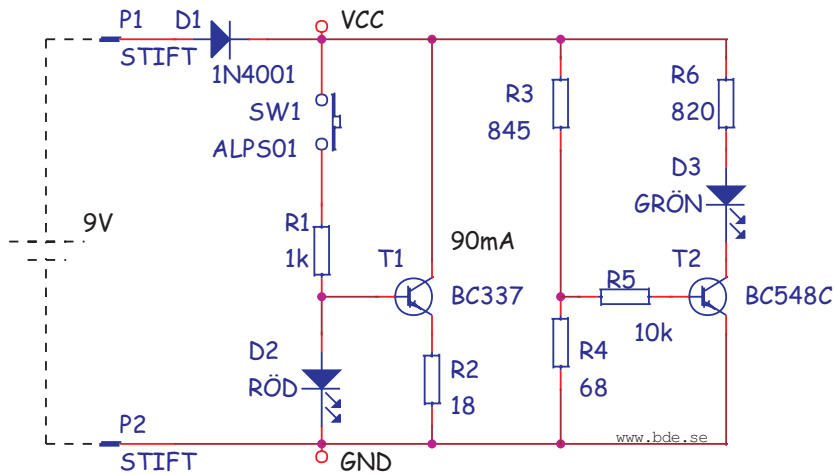 P1 D1 VCC
STIFT
1N4001
SW1
ALPS01
R3
845
R6
820
D3
GRÖN
9V
R1
1k
90mA
T1
BC337
R5
10k
T2
BC548C
D2
RÖD
R2
18
R4
68
P2
STIFT
GND
www.bde.se